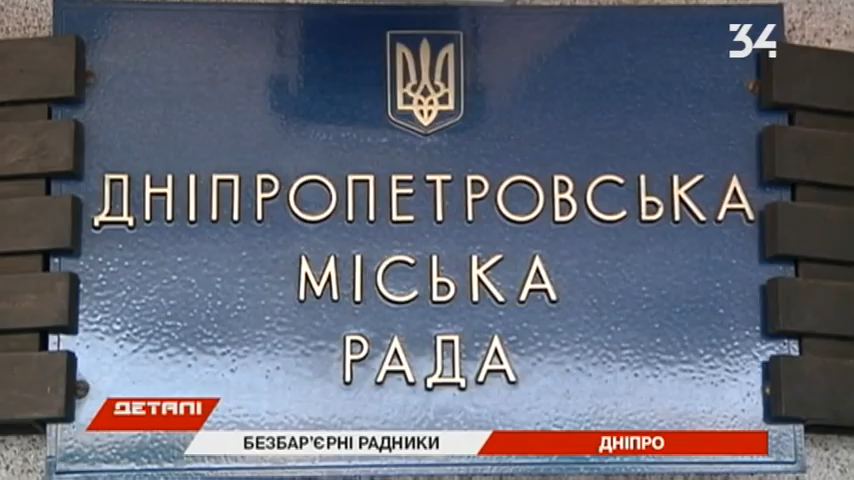 34
ДНІПРОПЕТРОВСЬКА
МІСЬКА
РАДА
ДЕТАЛІ
БЕЗБАР'ЄРНІ РАДНИКИ
ДНІПРО